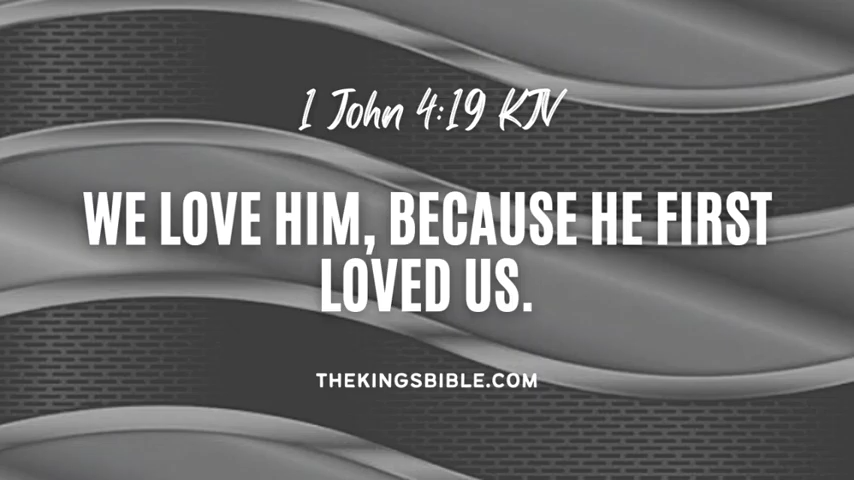 1 John 4:19 KJV
WE LOVE HIM, BECAUSE HE FIRST
LOVED US.
THEKINGSBIBLE.COM